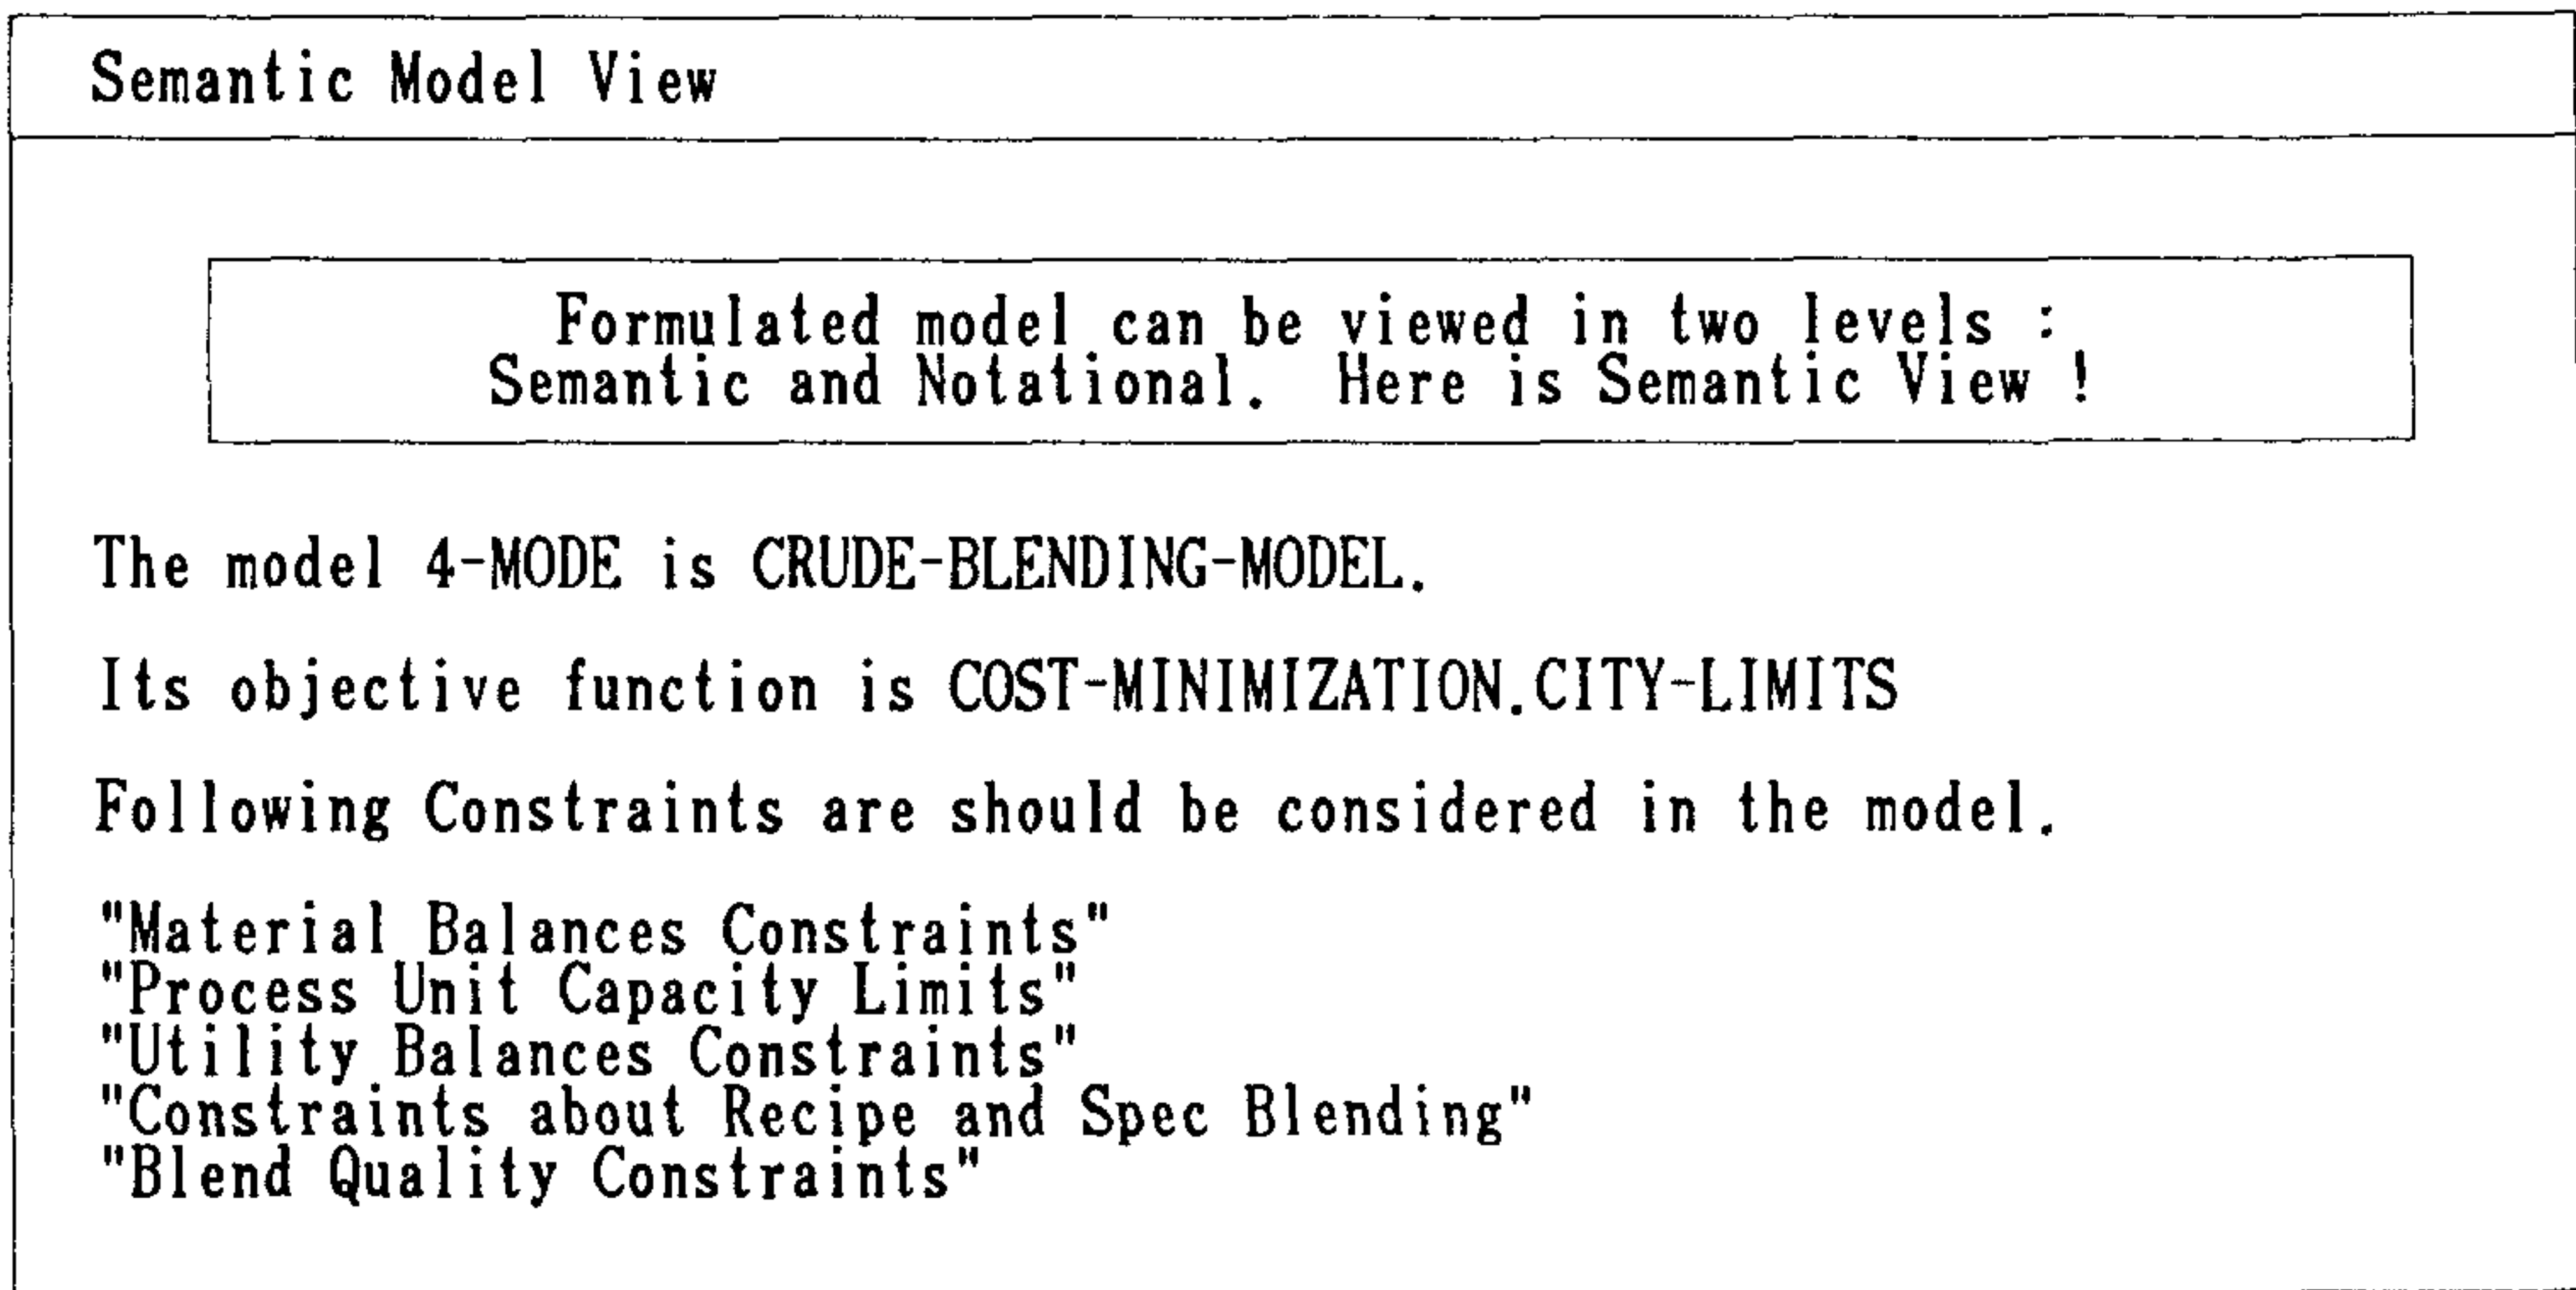 Semantic Model View
Formulated model can be viewed in two levels :
Semantic and Notational. Here is Semantic View !
The model 4-MODE is CRUDE-BLENDING-MODEL.
Its objective function is COST-MINIMIZATION.CITY-LIMITS
Following Constraints are should be considered in the model.
"Material Balances Constraints"
"Process Unit Capacity Limits"
"Utility Balances Constraints"
"Constraints about Recipe and Spec Blending"
"Blend Quality Constraints"